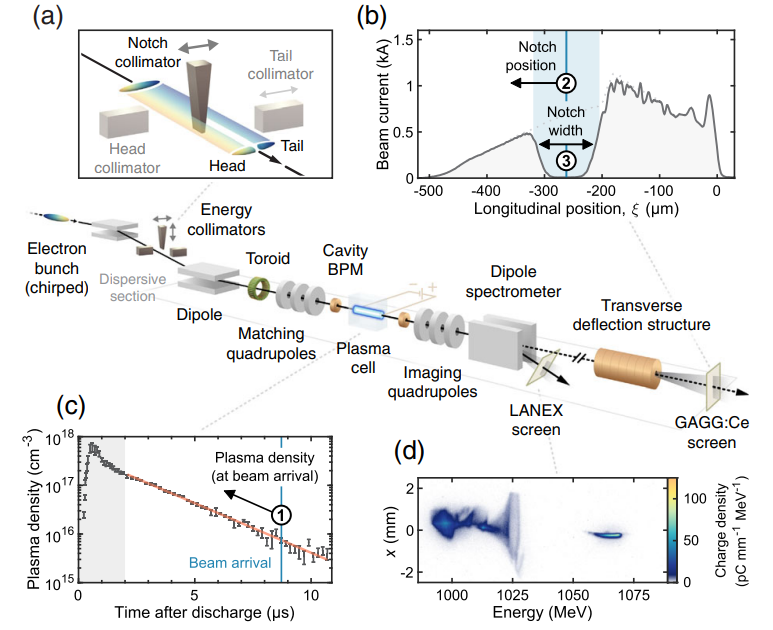 (a)
Notch
collimator
Tail
collimator
Head
collimator
Head
Tail
(b)
Beam current (kA)
1.5
1
0.5
0
Notch
position
2
Notch
width
3
-500
-400
-300
-200
-100
0
Longitudinal position, ξ (μm)
Electron
bunch
(chirped)
Energy
collimators
Dispersive
section
Dipole
Toroid
Matching
quadrupoles
Cavity
BPM
− +
Plasma
cell
Imaging
quadrupoles
Dipole
spectrometer
LANEX
screen
Transverse
deflection structure
GAGG:Ce
screen
(c)
Plasma density (cm⁻³)
10¹⁸
10¹⁷
10¹⁶
10¹⁵
Plasma density
(at beam arrival)
1
Beam arrival
0
5
10
Time after discharge (μs)
(d)
x (mm)
2
0
-2
1000
1025
1050
1075
Energy (MeV)
100
50
0
Charge density
(pC mm⁻¹ MeV⁻¹)